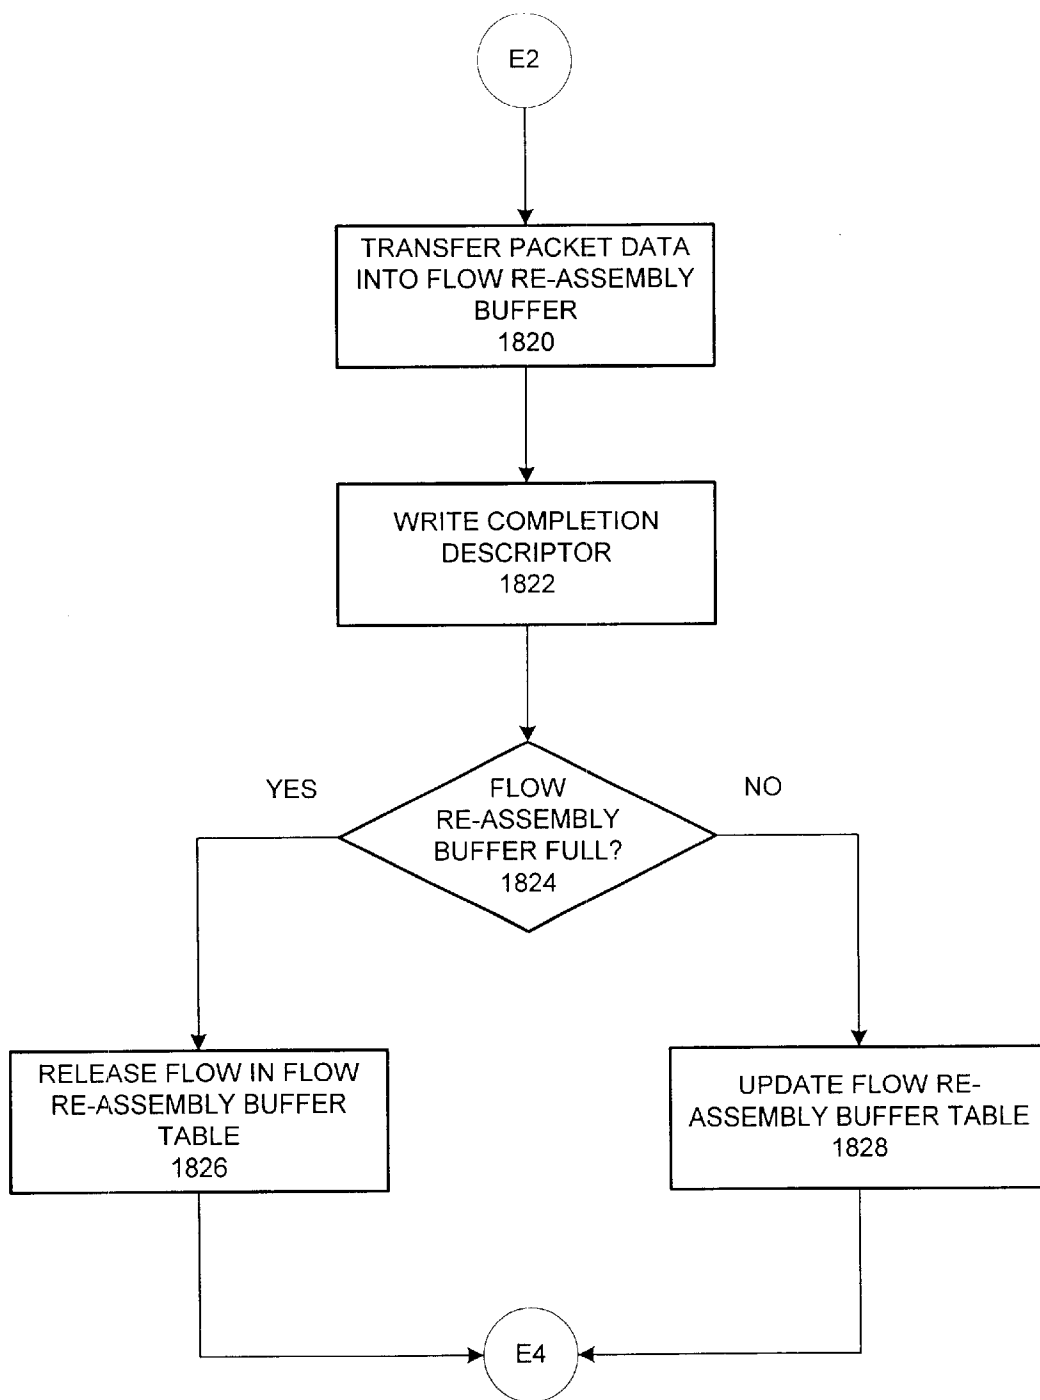 E2
TRANSFER PACKET DATA
INTO FLOW RE-ASSEMBLY
BUFFER
1820
WRITE COMPLETION
DESCRIPTOR
1822
YES
NO
FLOW
RE-ASSEMBLY
BUFFER FULL?
1824
RELEASE FLOW IN FLOW
RE-ASSEMBLY BUFFER
TABLE
1826
UPDATE FLOW RE-
ASSEMBLY BUFFER TABLE
1828
E4